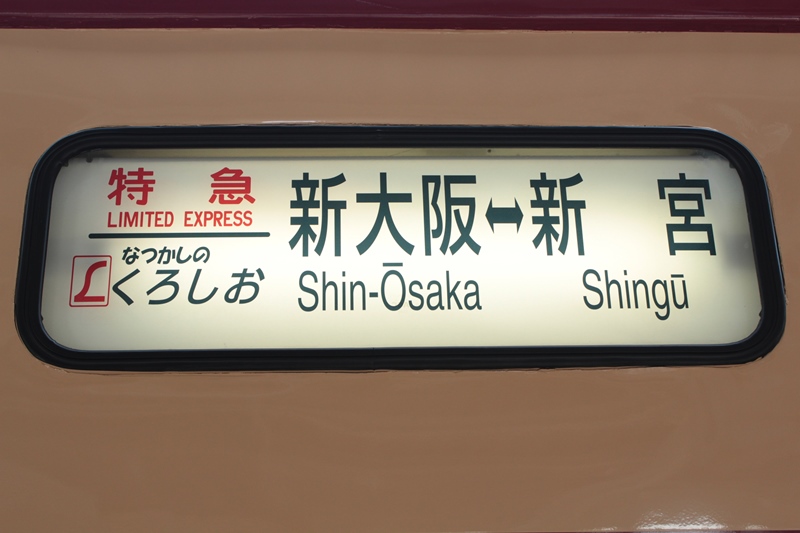 特急
LIMITED EXPRESS
なつかしの
くろしお
新大阪↔新宮
Shin-Ōsaka Shingū